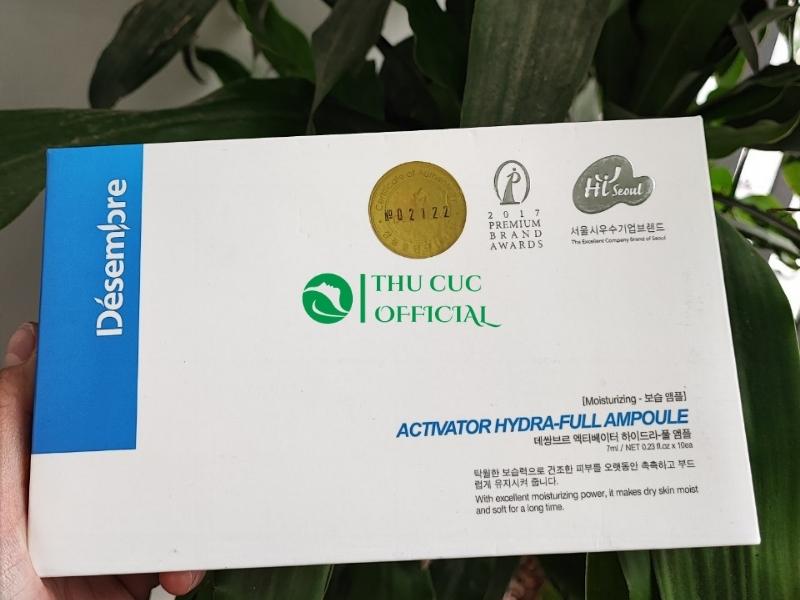 Désembre
Certificate of Authenticity
№ 02122
2017
PREMIUM
BRAND
AWARDS
Hi Seoul
서울시우수기업브랜드
The Excellent Company Brand of Seoul
THU CUC
OFFICIAL
[Moisturizing - 보습 앰플]
ACTIVATOR HYDRA-FULL AMPOULE
데쌍브르 엑티베이터 하이드라-풀 앰플
7ml / NET 0.23 fl.oz x 10ea
탁월한 보습력으로 건조한 피부를 오랫동안 촉촉하고 부드
럽게 유지시켜 줍니다.
With excellent moisturizing power, it makes dry skin moist
and soft for a long time.